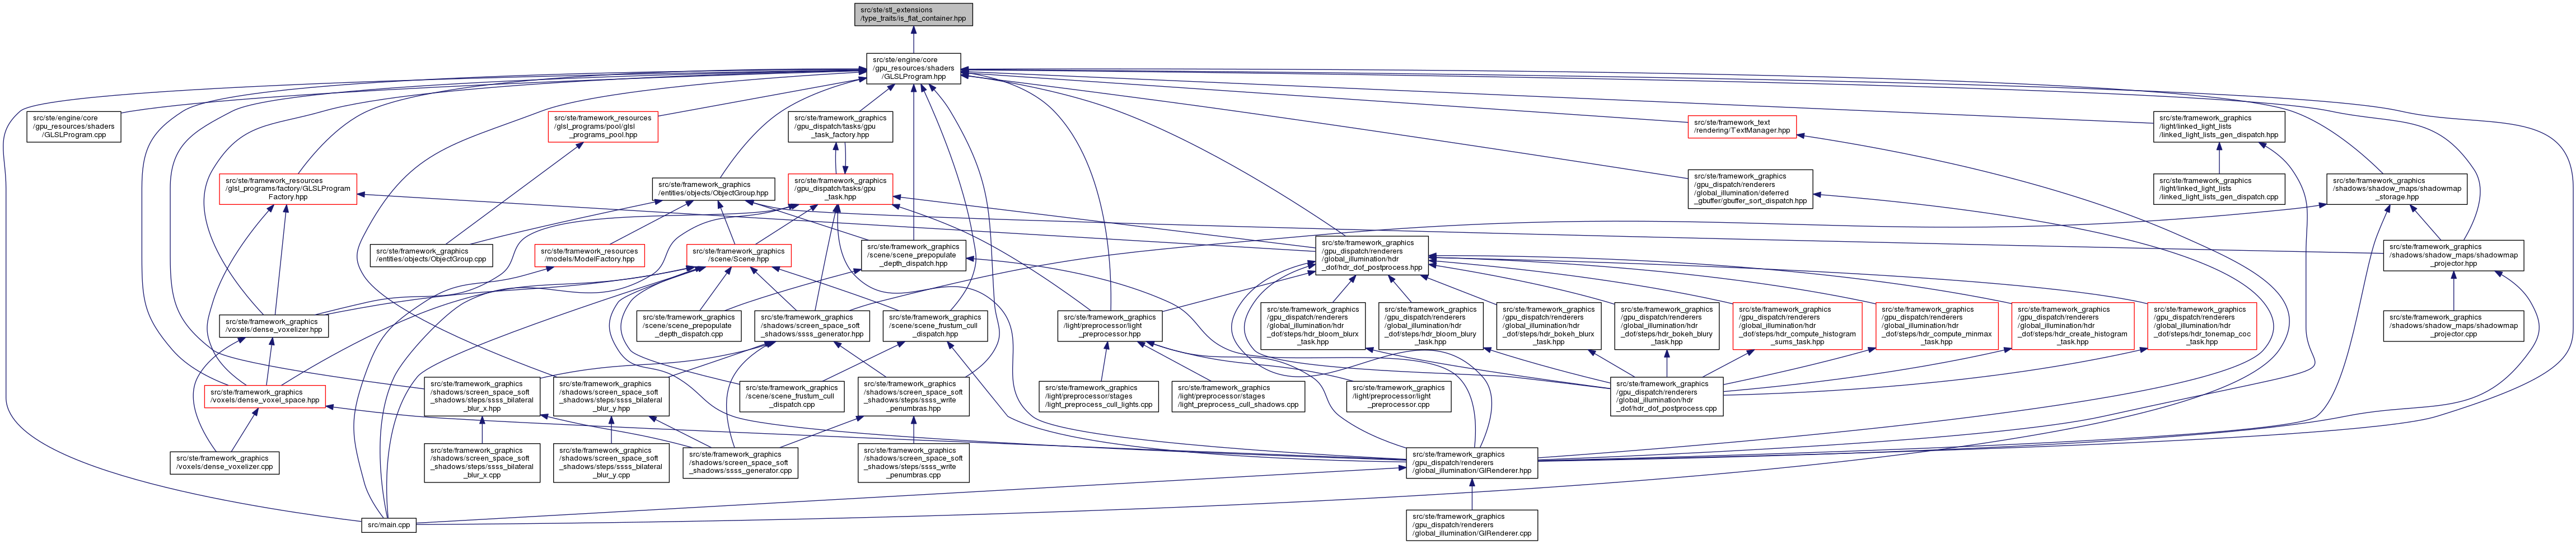 src/ste/stl_extensions
/type_traits/is_flat_container.hpp
src/ste/engine/core
/gpu_resources/shaders
/GLSLProgram.hpp
src/ste/engine/core
/gpu_resources/shaders
/GLSLProgram.cpp
src/ste/framework_resources
/glsl_programs/pool/glsl
_programs_pool.hpp
src/ste/framework_graphics
/gpu_dispatch/tasks/gpu
_task_factory.hpp
src/ste/framework_text
/rendering/TextManager.hpp
src/ste/framework_graphics
/light/linked_light_lists
/linked_light_lists_gen_dispatch.hpp
src/ste/framework_resources
/glsl_programs/factory/GLSLProgram
Factory.hpp
src/ste/framework_graphics
/entities/objects/ObjectGroup.hpp
src/ste/framework_graphics
/gpu_dispatch/tasks/gpu
_task.hpp
src/ste/framework_graphics
/gpu_dispatch/renderers
/global_illumination/deferred
_gbuffer/gbuffer_sort_dispatch.hpp
src/ste/framework_graphics
/light/linked_light_lists
/linked_light_lists_gen_dispatch.cpp
src/ste/framework_graphics
/shadows/shadow_maps/shadowmap
_storage.hpp
src/ste/framework_graphics
/entities/objects/ObjectGroup.cpp
src/ste/framework_resources
/models/ModelFactory.hpp
src/ste/framework_graphics
/scene/Scene.hpp
src/ste/framework_graphics
/scene/scene_prepopulate
_depth_dispatch.hpp
src/ste/framework_graphics
/gpu_dispatch/renderers
/global_illumination/hdr
_dof/hdr_dof_postprocess.hpp
src/ste/framework_graphics
/shadows/shadow_maps/shadowmap
_projector.hpp
src/ste/framework_graphics
/voxels/dense_voxelizer.hpp
src/ste/framework_graphics
/scene/scene_prepopulate
_depth_dispatch.cpp
src/ste/framework_graphics
/shadows/screen_space_soft
_shadows/ssss_generator.hpp
src/ste/framework_graphics
/scene/scene_frustum_cull
_dispatch.hpp
src/ste/framework_graphics
/light/preprocessor/light
_preprocessor.hpp
src/ste/framework_graphics
/gpu_dispatch/renderers
/global_illumination/hdr
_dof/steps/hdr_bloom_blurx
_task.hpp
src/ste/framework_graphics
/gpu_dispatch/renderers
/global_illumination/hdr
_dof/steps/hdr_bloom_blury
_task.hpp
src/ste/framework_graphics
/gpu_dispatch/renderers
/global_illumination/hdr
_dof/steps/hdr_bokeh_blurx
_task.hpp
src/ste/framework_graphics
/gpu_dispatch/renderers
/global_illumination/hdr
_dof/steps/hdr_bokeh_blury
_task.hpp
src/ste/framework_graphics
/gpu_dispatch/renderers
/global_illumination/hdr
_dof/steps/hdr_compute_histogram
_sums_task.hpp
src/ste/framework_graphics
/gpu_dispatch/renderers
/global_illumination/hdr
_dof/steps/hdr_compute_minmax
_task.hpp
src/ste/framework_graphics
/gpu_dispatch/renderers
/global_illumination/hdr
_dof/steps/hdr_create_histogram
_task.hpp
src/ste/framework_graphics
/gpu_dispatch/renderers
/global_illumination/hdr
_dof/steps/hdr_tonemap_coc
_task.hpp
src/ste/framework_graphics
/shadows/shadow_maps/shadowmap
_projector.cpp
src/ste/framework_graphics
/voxels/dense_voxel_space.hpp
src/ste/framework_graphics
/shadows/screen_space_soft
_shadows/steps/ssss_bilateral
_blur_x.hpp
src/ste/framework_graphics
/shadows/screen_space_soft
_shadows/steps/ssss_bilateral
_blur_y.hpp
src/ste/framework_graphics
/scene/scene_frustum_cull
_dispatch.cpp
src/ste/framework_graphics
/shadows/screen_space_soft
_shadows/steps/ssss_write
_penumbras.hpp
src/ste/framework_graphics
/light/preprocessor/stages
/light_preprocess_cull_lights.cpp
src/ste/framework_graphics
/light/preprocessor/stages
/light_preprocess_cull_shadows.cpp
src/ste/framework_graphics
/light/preprocessor/light
_preprocessor.cpp
src/ste/framework_graphics
/gpu_dispatch/renderers
/global_illumination/hdr
_dof/hdr_dof_postprocess.cpp
src/ste/framework_graphics
/voxels/dense_voxelizer.cpp
src/ste/framework_graphics
/shadows/screen_space_soft
_shadows/steps/ssss_bilateral
_blur_x.cpp
src/ste/framework_graphics
/shadows/screen_space_soft
_shadows/steps/ssss_bilateral
_blur_y.cpp
src/ste/framework_graphics
/shadows/screen_space_soft
_shadows/ssss_generator.cpp
src/ste/framework_graphics
/shadows/screen_space_soft
_shadows/steps/ssss_write
_penumbras.cpp
src/ste/framework_graphics
/gpu_dispatch/renderers
/global_illumination/GIRenderer.hpp
src/main.cpp
src/ste/framework_graphics
/gpu_dispatch/renderers
/global_illumination/GIRenderer.cpp